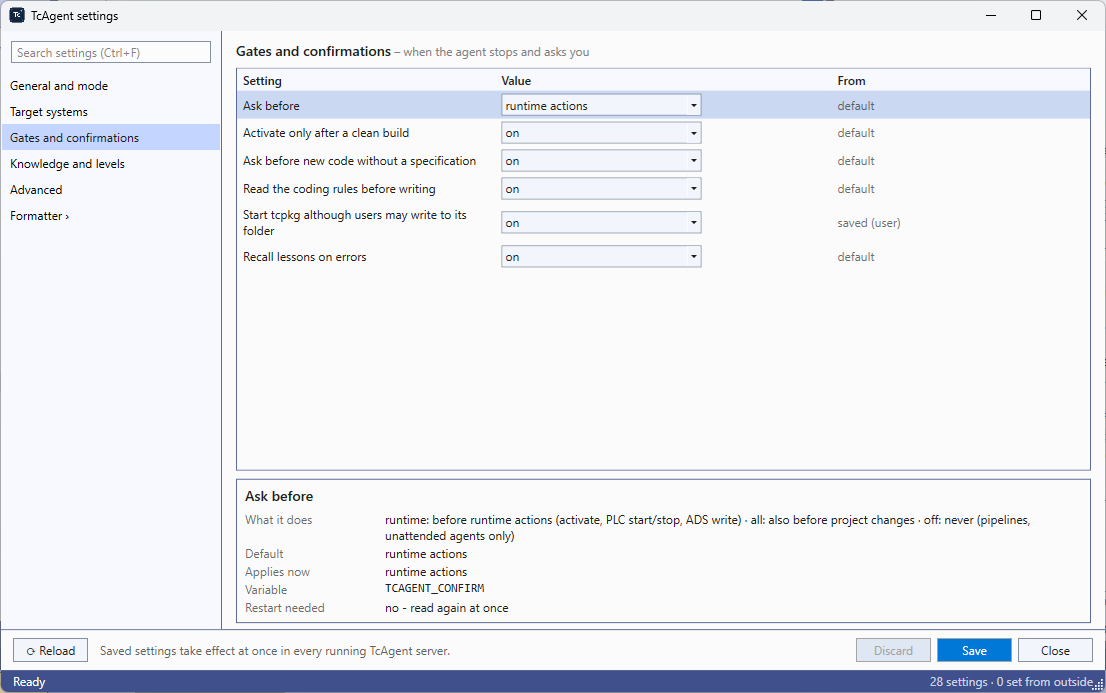 TcAgent settings
Search settings (Ctrl+F)
General and mode
Target systems
Gates and confirmations
Knowledge and levels
Advanced
Formatter ›
Gates and confirmations – when the agent stops and asks you
Setting Value From
Ask before runtime actions default
Activate only after a clean build on default
Ask before new code without a specification on default
Read the coding rules before writing on default
Start tcpkg although users may write to its
folder on saved (user)
Recall lessons on errors on default
Ask before
What it does runtime: before runtime actions (activate, PLC start/stop, ADS write) · all: also before project changes · off: never (pipelines,
unattended agents only)
Default runtime actions
Applies now runtime actions
Variable TCAGENT_CONFIRM
Restart needed no - read again at once
⟳ Reload Saved settings take effect at once in every running TcAgent server. Discard Save Close
Ready 28 settings · 0 set from outside